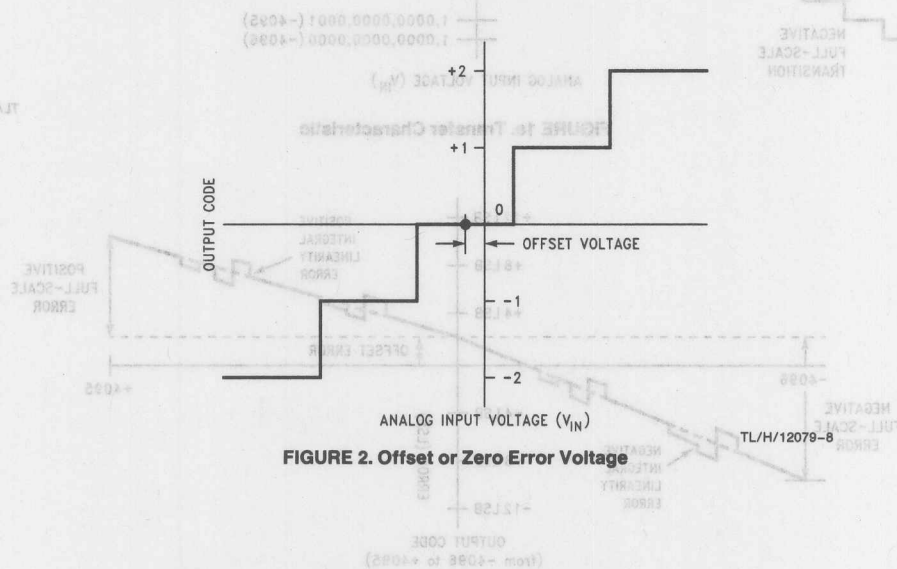 +2
+1
0
OUTPUT CODE
OFFSET VOLTAGE
-1
-2
ANALOG INPUT VOLTAGE (V_IN)
TL/H/12079-8
FIGURE 2. Offset or Zero Error Voltage